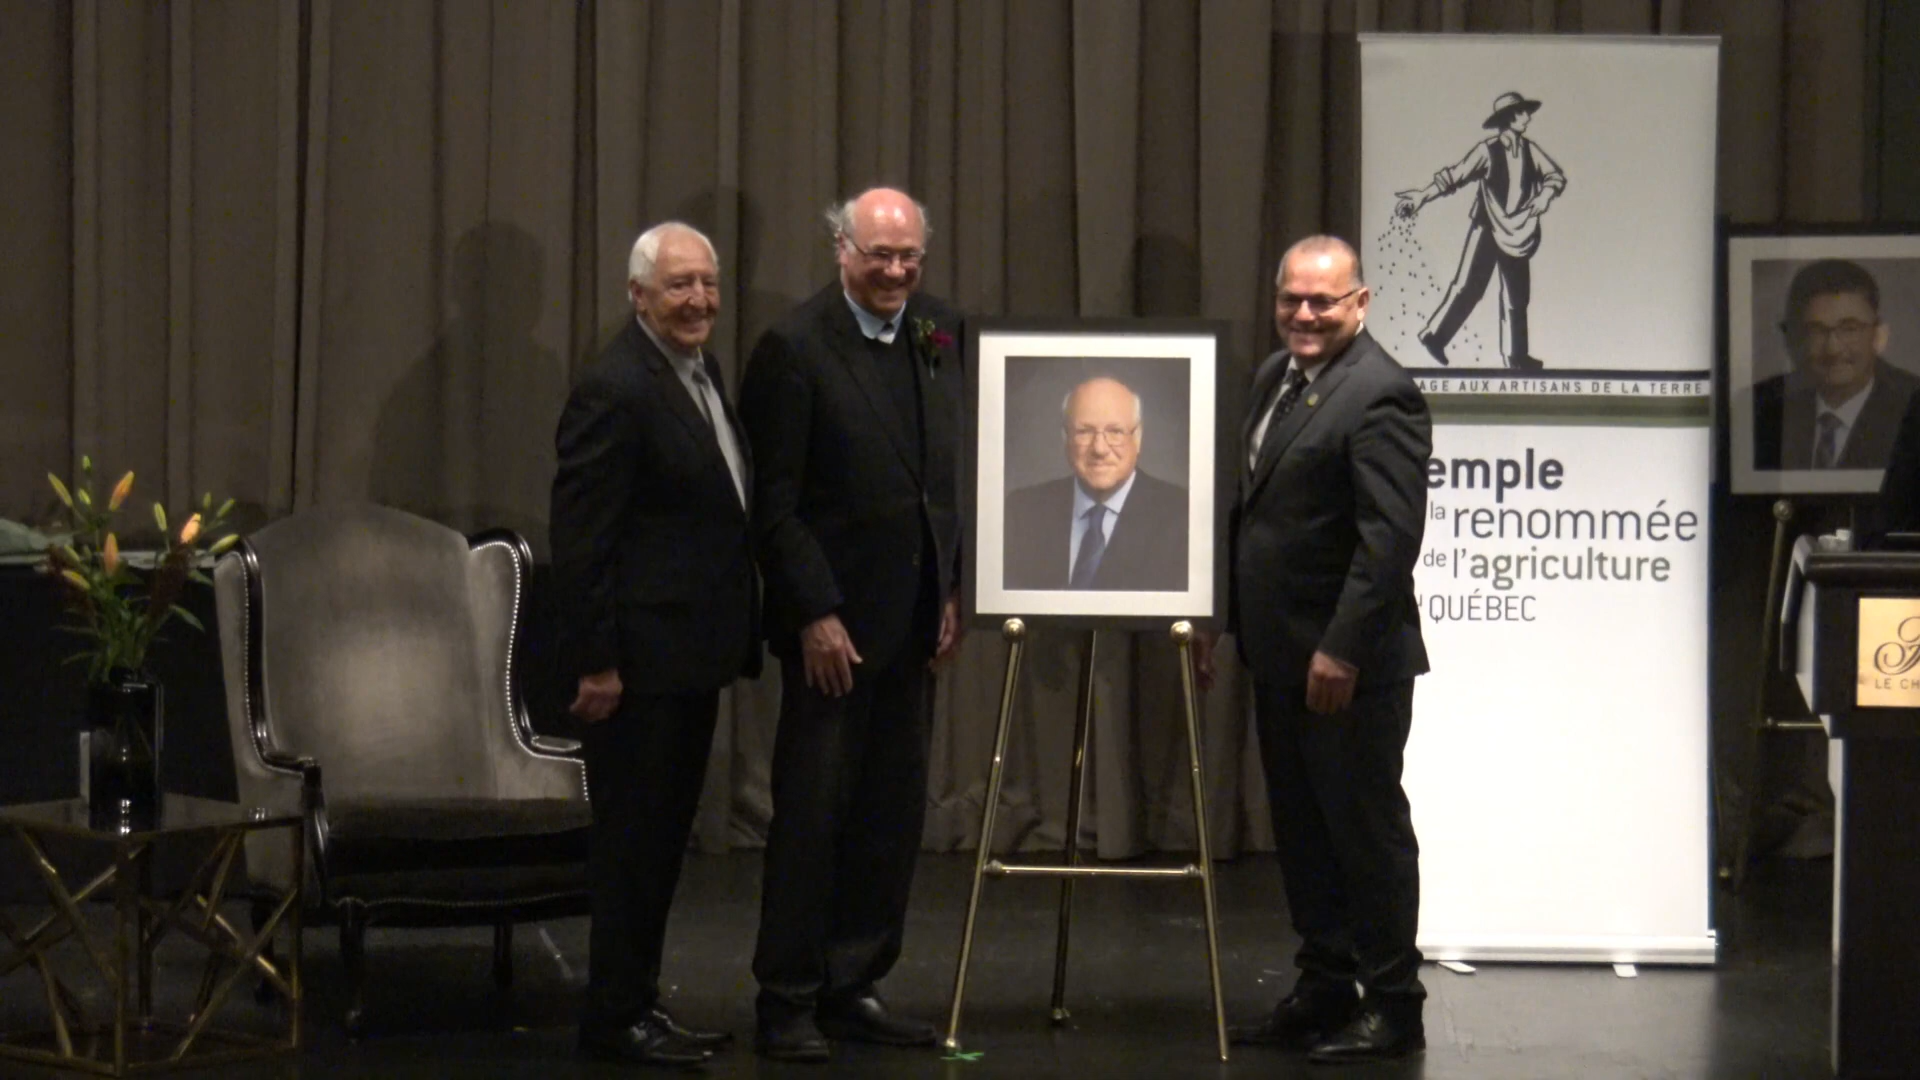 AGE AUX ARTISANS DE LA TERRE
emple
la renommée
de l'agriculture
QUÉBEC
LE CH